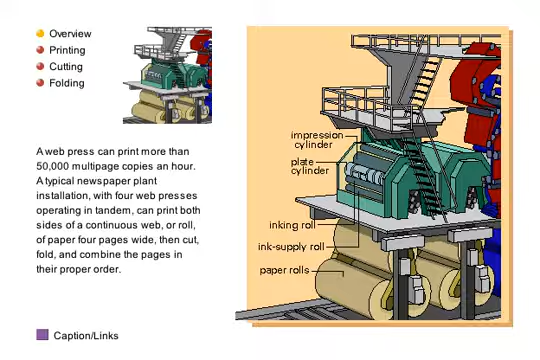 Overview
Printing
Cutting
Folding
A web press can print more than
50,000 multipage copies an hour.
A typical newspaper plant
installation, with four web presses
operating in tandem, can print both
sides of a continuous web, or roll,
of paper four pages wide, then cut,
fold, and combine the pages in
their proper order.
impression
cylinder
plate
cylinder
inking roll
ink-supply roll
paper rolls
Caption/Links